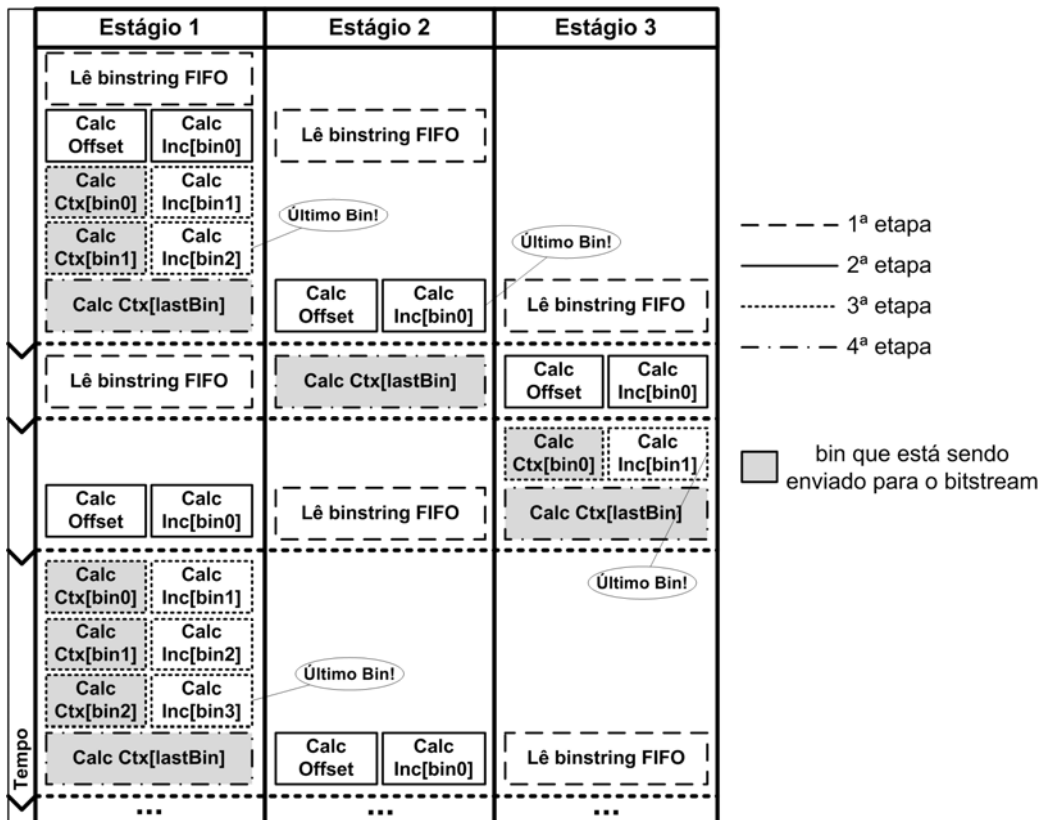 Estágio 1
Estágio 2
Estágio 3
Lê binstring FIFO
Calc
Offset
Calc
Inc[bin0]
Lê binstring FIFO
Calc
Ctx[bin0]
Calc
Inc[bin1]
Último Bin!
Calc
Ctx[bin1]
Calc
Inc[bin2]
Último Bin!
Calc Ctx[lastBin]
Calc
Offset
Calc
Inc[bin0]
Lê binstring FIFO
Lê binstring FIFO
Calc Ctx[lastBin]
Calc
Offset
Calc
Inc[bin0]
Calc
Ctx[bin0]
Calc
Inc[bin1]
Calc
Offset
Calc
Inc[bin0]
Lê binstring FIFO
Calc Ctx[lastBin]
Último Bin!
Calc
Ctx[bin0]
Calc
Inc[bin1]
Calc
Ctx[bin1]
Calc
Inc[bin2]
Calc
Ctx[bin2]
Calc
Inc[bin3]
Último Bin!
Calc Ctx[lastBin]
Calc
Offset
Calc
Inc[bin0]
Lê binstring FIFO
...
...
...
Tempo
1ª etapa
2ª etapa
3ª etapa
4ª etapa
bin que está sendo
enviado para o bitstream